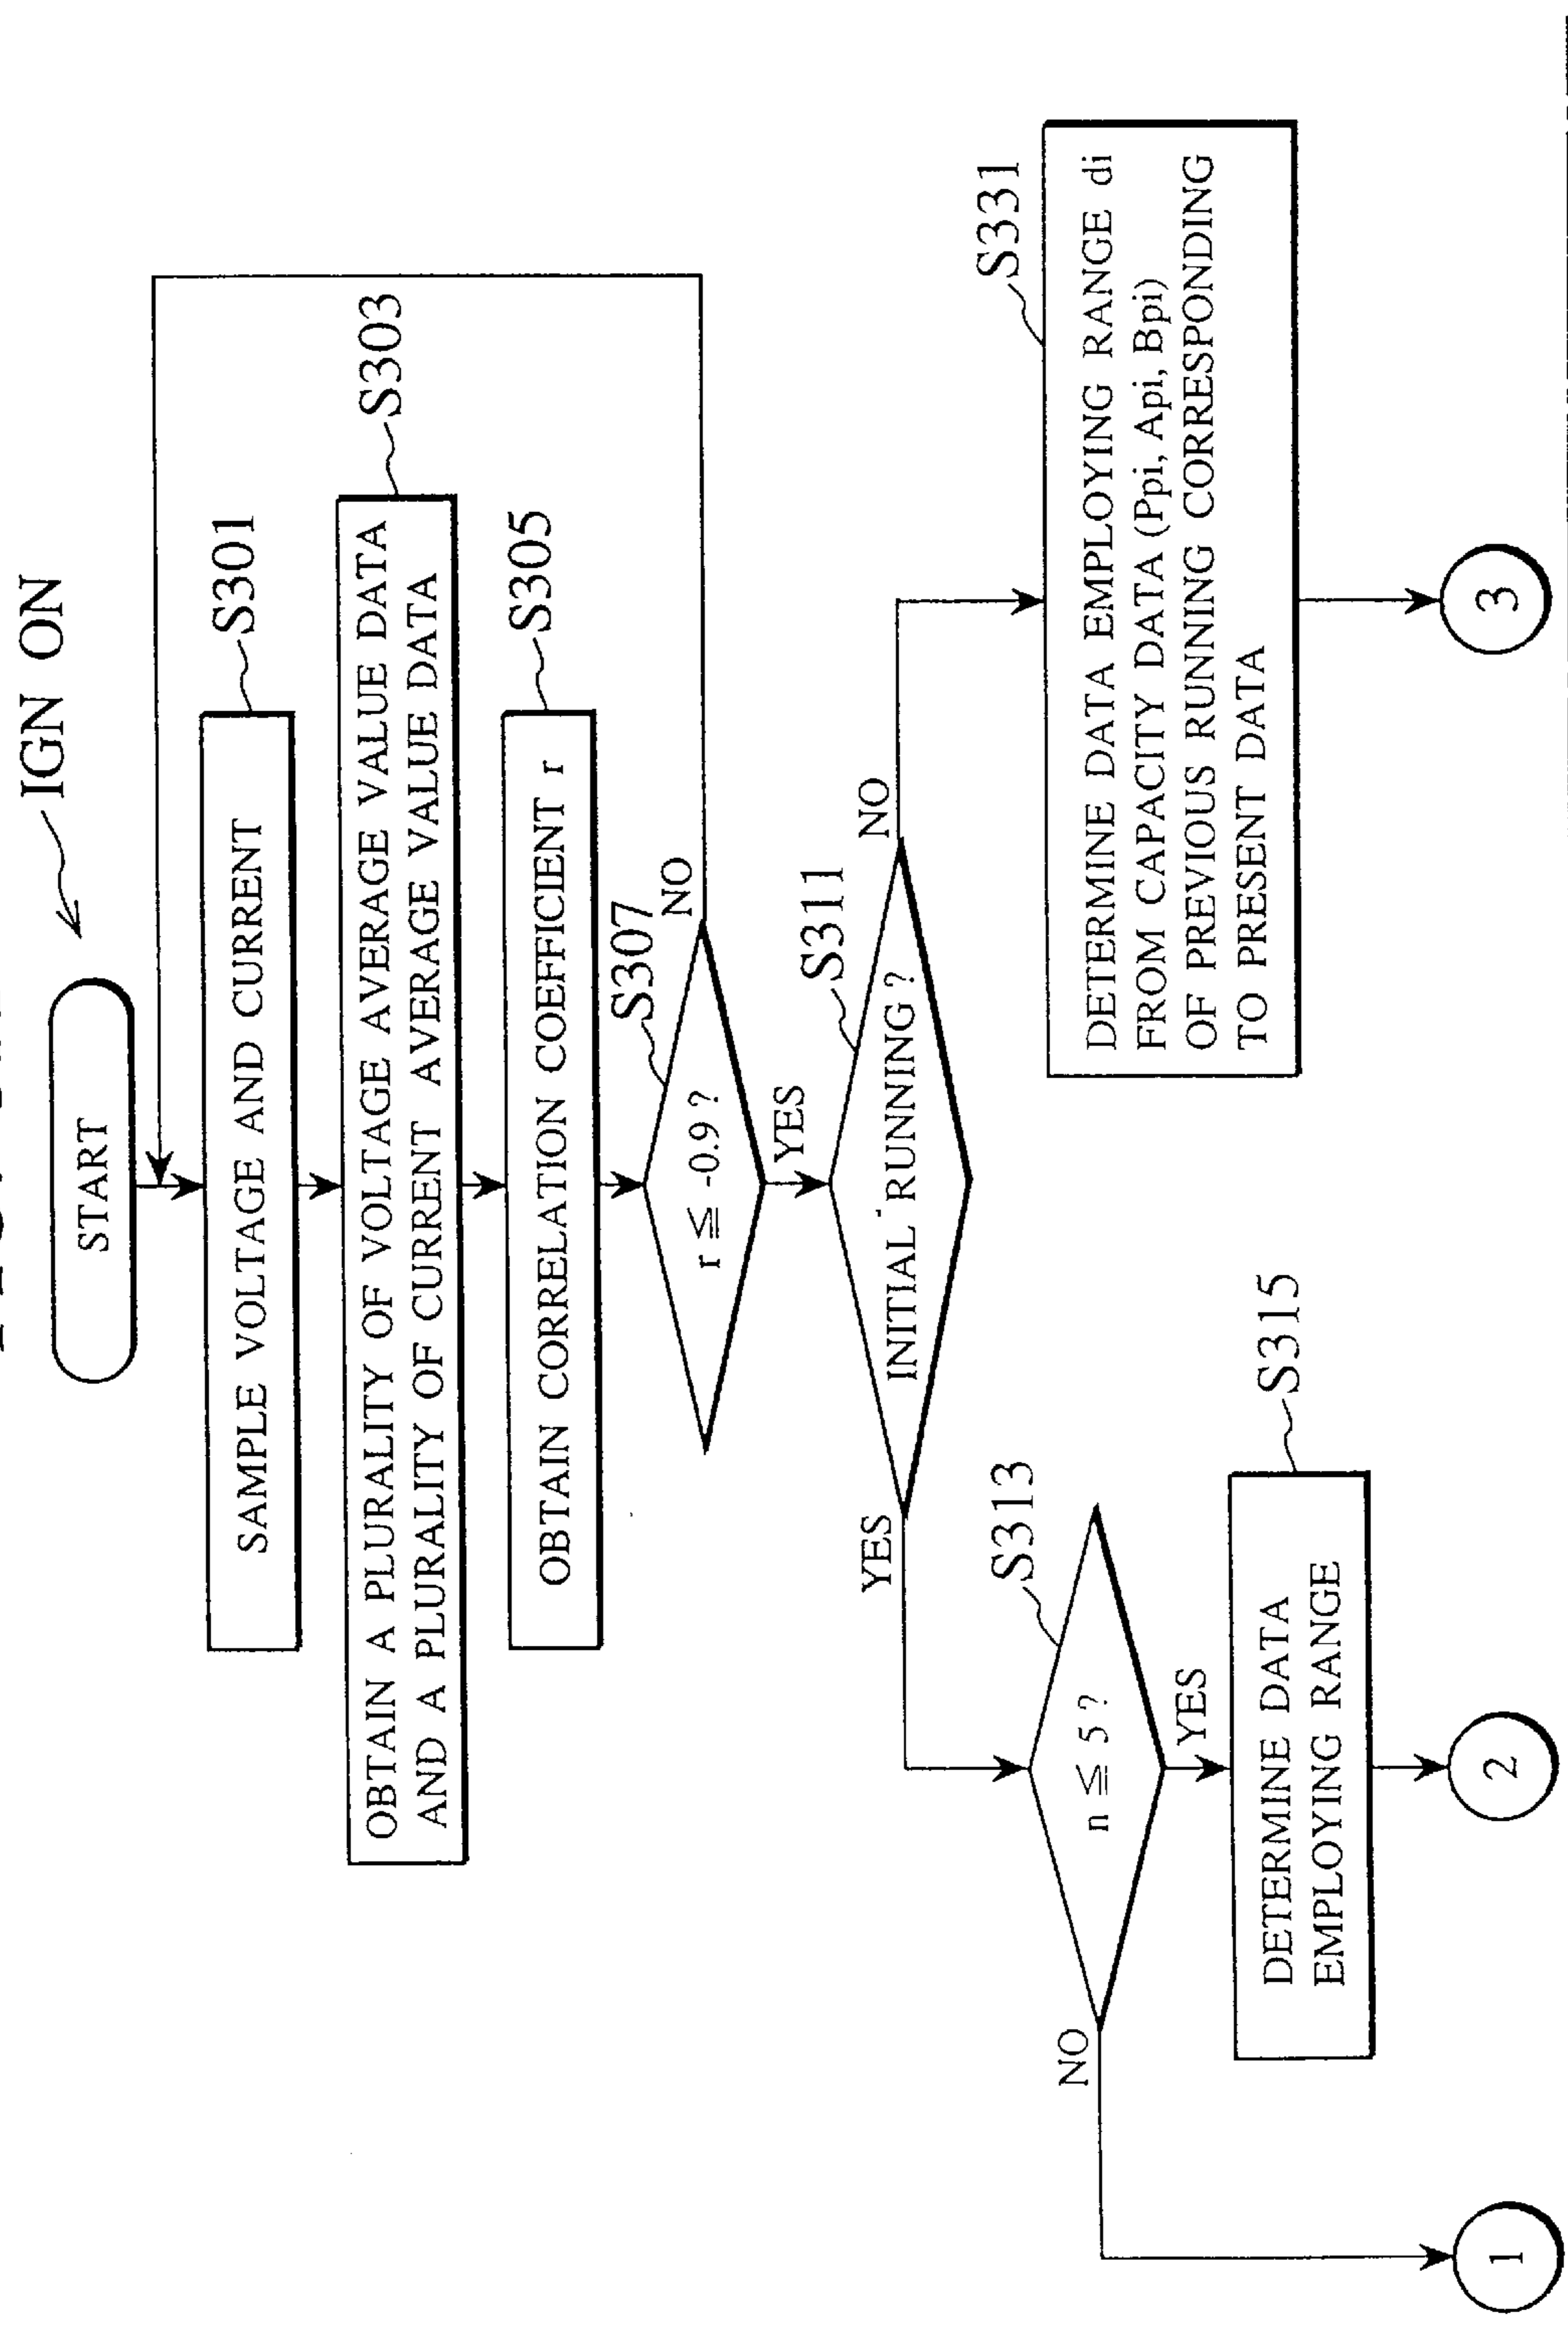 IGN ON
START
SAMPLE VOLTAGE AND CURRENT
S301
OBTAIN A PLURALITY OF VOLTAGE AVERAGE VALUE DATA
AND A PLURALITY OF CURRENT AVERAGE VALUE DATA
S303
OBTAIN CORRELATION COEFFICIENT r
S305
r ≦ -0.9 ?
S307
NO
YES
INITIAL RUNNING ?
S311
YES
NO
n ≦ 5 ?
S313
NO
YES
DETERMINE DATA
EMPLOYING RANGE
S315
DETERMINE DATA EMPLOYING RANGE di
FROM CAPACITY DATA (Ppi, Api, Bpi)
OF PREVIOUS RUNNING CORRESPONDING
TO PRESENT DATA
S331
1
2
3